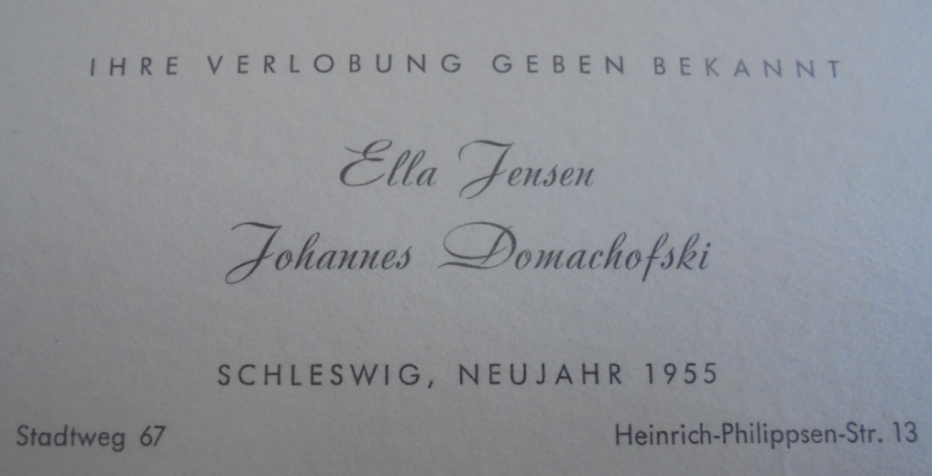 IHRE VERLOBUNG GEBEN BEKANNT
Ella Jensen
Johannes Domachofski
SCHLESWIG, NEUJAHR 1955
Stadtweg 67 Heinrich-Philippsen-Str. 13